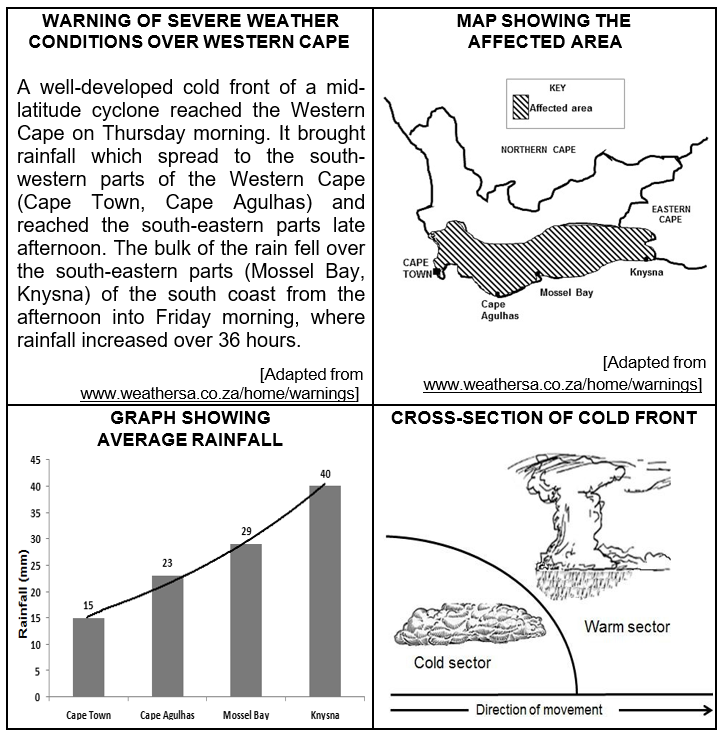 WARNING OF SEVERE WEATHER
CONDITIONS OVER WESTERN CAPE
A well-developed cold front of a mid-
latitude cyclone reached the Western
Cape on Thursday morning. It brought
rainfall which spread to the south-
western parts of the Western Cape
(Cape Town, Cape Agulhas) and
reached the south-eastern parts late
afternoon. The bulk of the rain fell over
the south-eastern parts (Mossel Bay,
Knysna) of the south coast from the
afternoon into Friday morning, where
rainfall increased over 36 hours.
[Adapted from
www.weathersa.co.za/home/warnings]
MAP SHOWING THE
AFFECTED AREA
KEY
Affected area
NORTHERN CAPE
EASTERN
CAPE
CAPE
TOWN
Knysna
Mossel Bay
Cape
Agulhas
[Adapted from
www.weathersa.co.za/home/warnings]
GRAPH SHOWING
AVERAGE RAINFALL
Rainfall (mm)
45
40
35
30
25
20
15
10
5
0
15
23
29
40
Cape Town
Cape Agulhas
Mossel Bay
Knysna
CROSS-SECTION OF COLD FRONT
Warm sector
Cold sector
Direction of movement